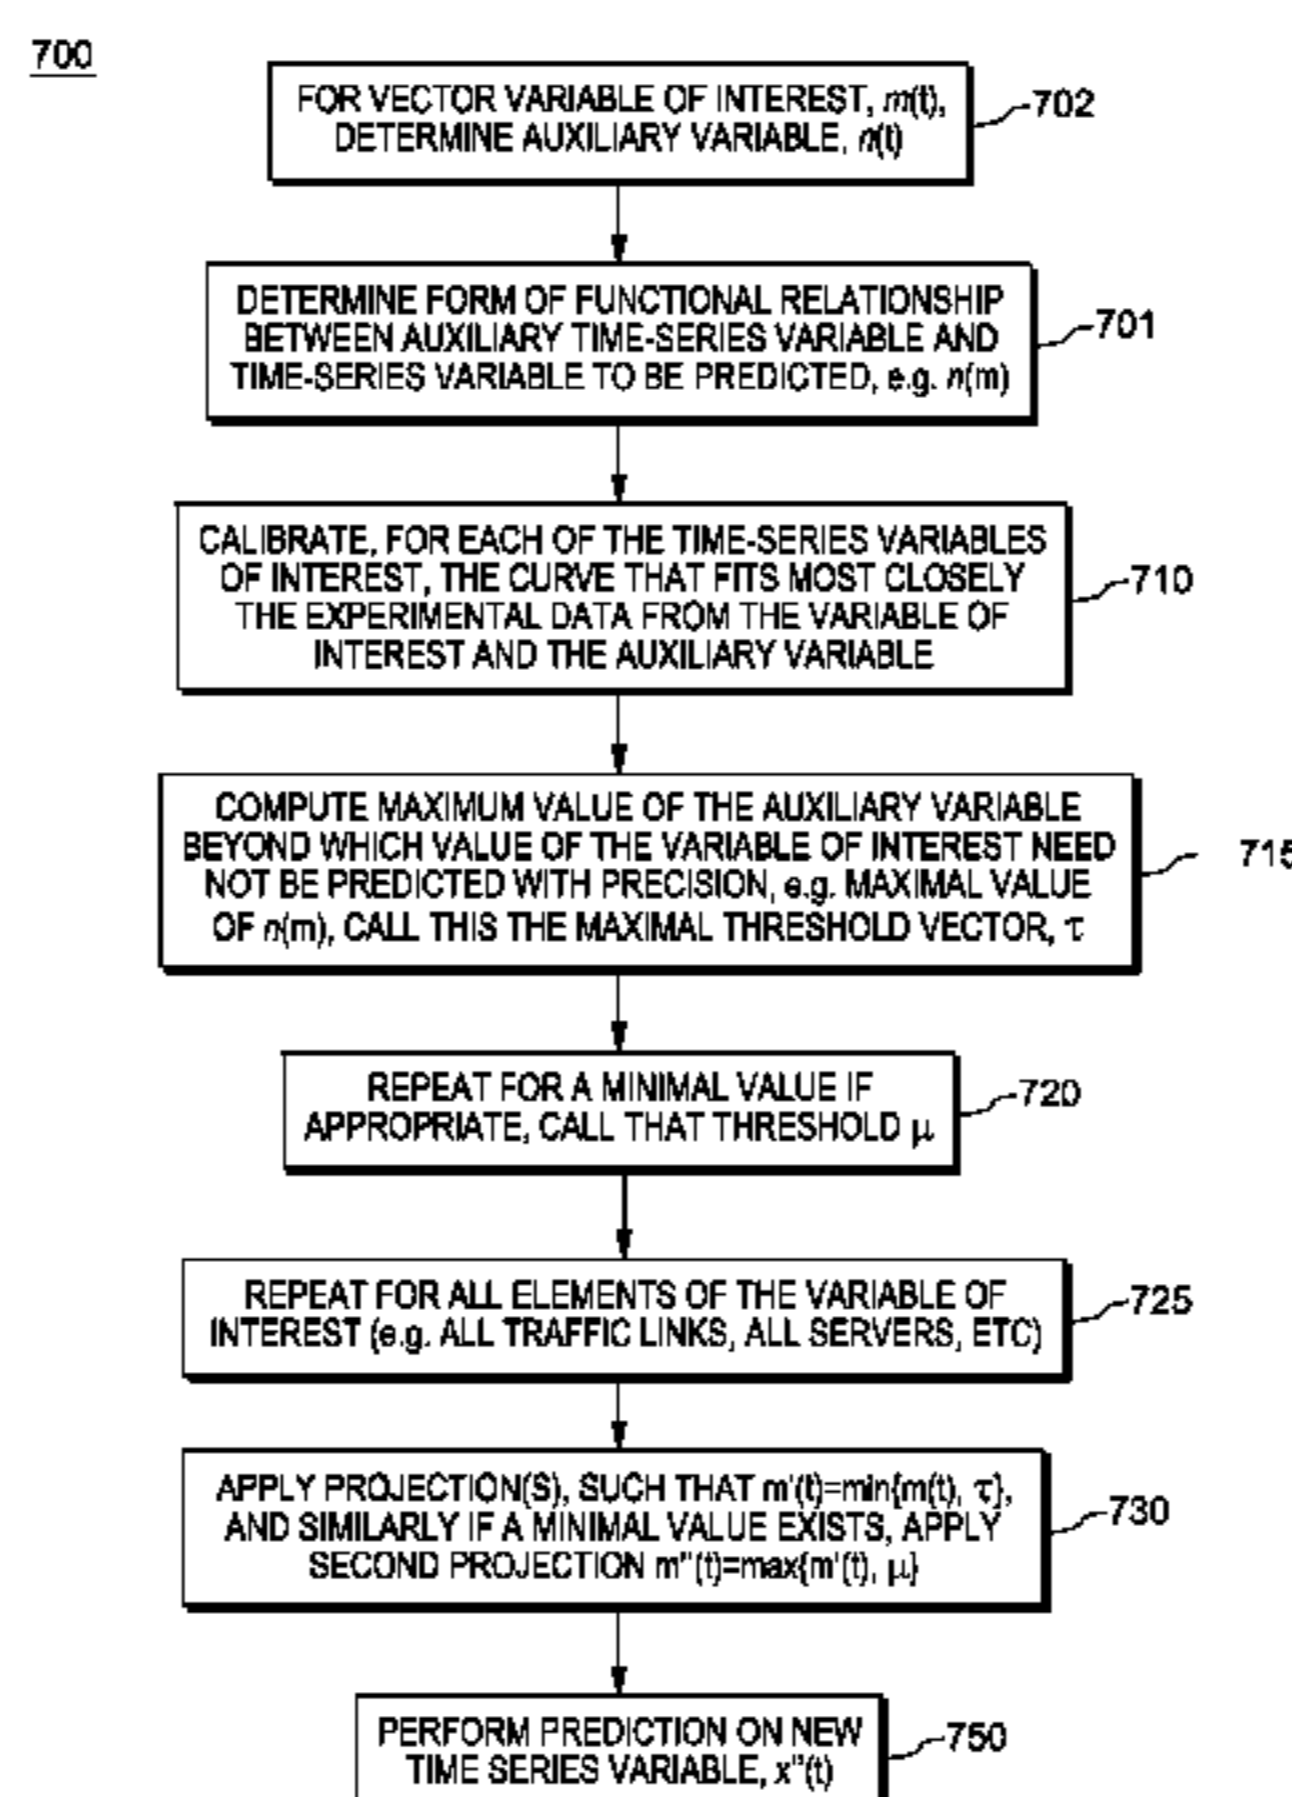 700
FOR VECTOR VARIABLE OF INTEREST, m(t),
DETERMINE AUXILIARY VARIABLE, n(t)
702
DETERMINE FORM OF FUNCTIONAL RELATIONSHIP
BETWEEN AUXILIARY TIME-SERIES VARIABLE AND
TIME-SERIES VARIABLE TO BE PREDICTED, e.g. n(m)
701
CALIBRATE, FOR EACH OF THE TIME-SERIES VARIABLES
OF INTEREST, THE CURVE THAT FITS MOST CLOSELY
THE EXPERIMENTAL DATA FROM THE VARIABLE OF
INTEREST AND THE AUXILIARY VARIABLE
710
COMPUTE MAXIMUM VALUE OF THE AUXILIARY VARIABLE
BEYOND WHICH VALUE OF THE VARIABLE OF INTEREST NEED
NOT BE PREDICTED WITH PRECISION, e.g. MAXIMAL VALUE
OF n(m), CALL THIS THE MAXIMAL THRESHOLD VECTOR, τ
715
REPEAT FOR A MINIMAL VALUE IF
APPROPRIATE, CALL THAT THRESHOLD μ
720
REPEAT FOR ALL ELEMENTS OF THE VARIABLE OF
INTEREST (e.g. ALL TRAFFIC LINKS, ALL SERVERS, ETC)
725
APPLY PROJECTION(S), SUCH THAT m'(t)=min{m(t), τ},
AND SIMILARLY IF A MINIMAL VALUE EXISTS, APPLY
SECOND PROJECTION m"(t)=max{m'(t), μ}
730
PERFORM PREDICTION ON NEW
TIME SERIES VARIABLE, x"(t)
750